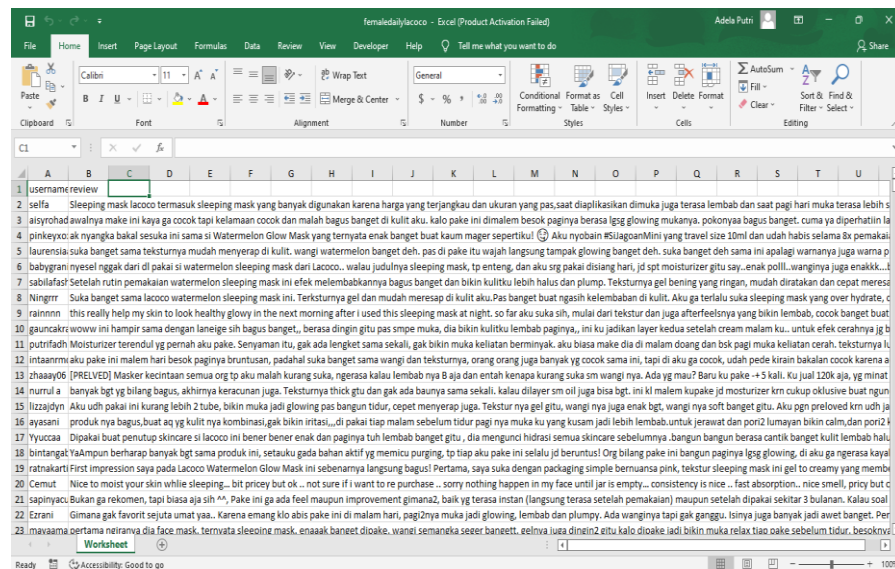 femaledailylacoco - Excel (Product Activation Failed)
Adela Putri
File Home Insert Page Layout Formulas Data Review View Developer Help Tell me what you want to do Share
Paste
Calibri 11
B I U
Wrap Text
Merge & Center
General
$ - % ,
Conditional Formatting
Format as Table
Cell Styles
Insert Delete Format
AutoSum
Fill
Clear
Sort & Filter
Find & Select
Clipboard Font Alignment Number Styles Cells Editing
C1 fx
A B C D E F G H I J K L M N O P Q R S T U
1 username review
2 selfa Sleeping mask lacoco termasuk sleeping mask yang banyak digunakan karena harga yang terjangkau dan ukuran yang pas,saat diaplikasikan dimuka juga terasa lembab dan saat pagi hari muka terasa lebih s
3 aisyrohad awalnya make ini kaya ga cocok tapi kelamaan cocok dan malah bagus banget di kulit aku. kalo pake ini dimalem besok paginya berasa lgsg glowing mukanya. pokonyaa bagus banget. cuma ya diperhatiin la
4 pinkeyxo: ak nyangka bakal sesuka ini sama si Watermelon Glow Mask yang ternyata enak banget buat kaum mager sepertiku! Aku nyobain #SiJagoanMini yang travel size 10ml dan udah habis selama 8x pemakai
5 laurensia: suka banget sama teksturnya mudah menyerap di kulit. wangi watermelon banget deh. pas di pake itu wajah langsung tampak glowing banget deh. suka banget deh sama ini apalagi warnanya juga warna p
6 babygrani nyesel nggak dari dl pakai si watermelon sleeping mask dari Lacoco.. walau judulnya sleeping mask, tp enteng, dan aku srg pakai disiang hari, jd spt moisturizer gitu say..enak polll..wanginya juga enakkk...b
7 sabilafash Setelah rutin pemakaian watermelon sleeping mask ini efek melembabkannya bagus banget dan bikin kulitku lebih halus dan plump. Teksturnya gel bening yang ringan, mudah diratakan dan cepat meresa
8 Ningrrr Suka banget sama lacoco watermelon sleeping mask ini. Terksturnya gel dan mudah meresap di kulit aku.Pas banget buat ngasih kelembaban di kulit. Aku ga terlalu suka sleeping mask yang over hydrate, c
9 rainnnn this really help my skin to look healthy glowy in the next morning after i used this sleeping mask at night. so far aku suka sih, mulai dari tekstur dan juga afterfeelsnya yang bikin lembab, cocok banget buat
10 gauncakra woww ini hampir sama dengan laneige sih bagus banget,, berasa dingin gitu pas smpe muka, dia bikin kulitku lembab paginya,, ini ku jadikan layer kedua setelah cream malam ku.. untuk efek cerahnya jg b
11 putrifadh Moisturizer terendul yg pernah aku pake. Senyaman itu, gak ada lengket sama sekali, gak bikin muka keliatan berminyak. aku biasa make dia di malam doang dan bsk pagi muka keliatan cerah. teksturnya lu
12 intaanrmo aku pake ini malem hari besok paginya bruntusan, padahal suka banget sama wangi dan teksturnya, orang orang juga banyak yg cocok sama ini, tapi di aku ga cocok, udah pede kirain bakalan cocok karena a
13 zhaaay06 [PRELVED] Masker kecintaan semua org tp aku malah kurang suka, ngerasa kalau lembab nya B aja dan entah kenapa kurang suka sm wangi nya. Ada yg mau? Baru ku pake -+ 5 kali. Ku jual 120k aja, yg minat
14 nurrul a banyak bgt yg bilang bagus, akhirnya keracunan juga. Teksturnya thick gtu dan gak ada baunya sama sekali. kalau dilayer sm oil juga bisa bgt. ini kl malem kupake jd mosturizer krn cukup oklusive buat ngun
15 lizzajdyn Aku udh pakai ini kurang lebih 2 tube, bikin muka jadi glowing pas bangun tidur, cepet menyerap juga. Tekstur nya gel gitu, wangi nya juga enak bgt, wangi nya soft banget gitu. Aku pgn preloved krn udh ja
16 ayasani produk nya bagus,buat aq yg kulit nya kombinasi,gak bikin iritasi,,,,di pakai tiap malam sebelum tidur pagi nya muka ku yang kusam jadi lebih lembab.untuk jerawat dan pori2 lumayan bikin calm,dan pori2 k
17 Yyuccaa Dipakai buat penutup skincare si lacoco ini bener bener enak dan paginya tuh lembab banget gitu , dia mengunci hidrasi semua skincare sebelumnya .bangun bangun berasa cantik banget kulit lembab halu
18 bintangat YaAmpun berharap banyak bgt sama produk ini, setauku gada bahan aktif yg memicu purging, tp tiap aku pake ini selalu jd beruntus! Org bilang pake ini bangun paginya lgsg glowing, di aku ga ngerasa kayal
19 ratnakarti First impression saya pada Lacoco Watermelon Glow Mask ini sebenarnya langsung bagus! Pertama, saya suka dengan packaging simple bernuansa pink, tekstur sleeping mask ini gel to creamy yang membe
20 Cemut Nice to moist your skin while sleeping... bit pricey but ok .. not sure if i want to re purchase .. sorry nothing happen in my face until jar is empty... consistency is nice .. fast absorption.. nice smell, pricy but c
21 sapinyacu Bukan ga rekomen, tapi biasa aja sih ^^, Pake ini ga ada feel maupun improvement gimana2, baik yg terasa instan (langsung terasa setelah pemakaian) maupun setelah dipakai sekitar 3 bulanan. Kalau soal
22 Ezrani Gimana gak favorit sejuta umat yaa.. Karena emang klo abis pake ini di malam hari, pagi2nya muka jadi glowing, lembab dan plumpy. Ada wanginya tapi gak ganggu. Isinya juga banyak jadi awet banget. Per
23 mayaama pertama ngiranya dia face mask. ternyata sleeping mask. enaaak banget dipake. wangi semangka seger bangett. gelnya juga dingin2 gitu kalo dipake jadi bikin muka relax tiap pake sebelum tidur. besokny
Worksheet
Ready Accessibility: Good to go 100%